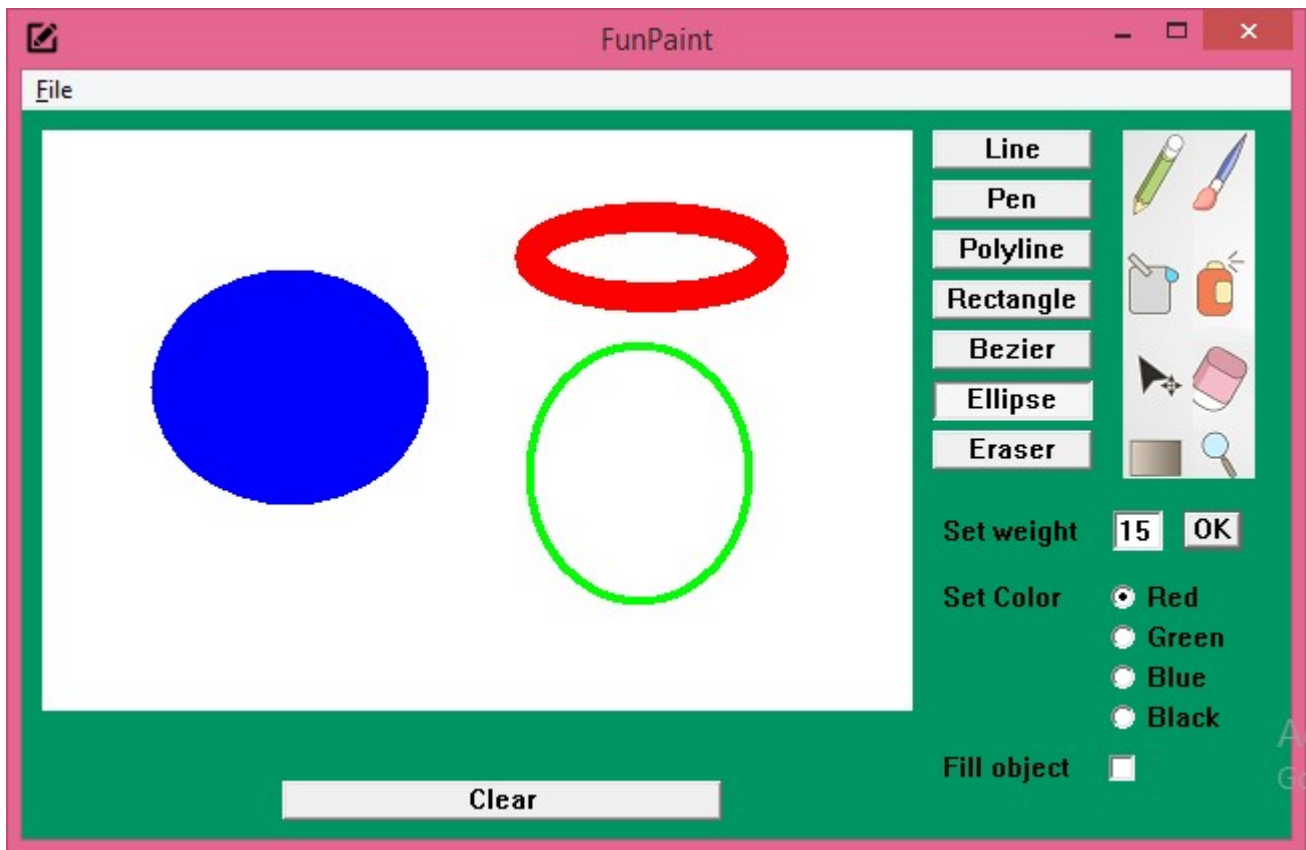 FunPaint
File
Line
Pen
Polyline
Rectangle
Bezier
Ellipse
Eraser
Set weight 15 OK
Set Color Red
Green
Blue
Black
Fill object
Clear